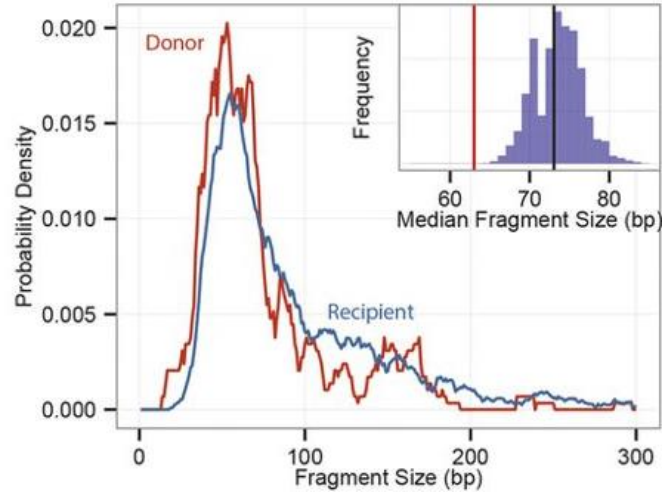 0.020
Donor
0.015
0.010
0.005
0.000
Probability Density
Recipient
0
100
200
300
Fragment Size (bp)
Frequency
60
70
80
Median Fragment Size (bp)